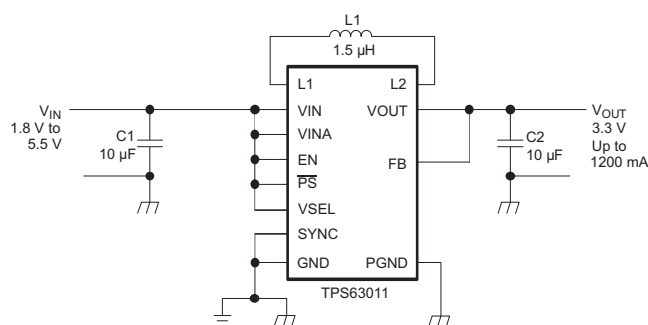 L1
1.5 µH
L1
L2
VIN
VOUT
VINA
EN
FB
PS
VSEL
SYNC
GND
PGND
TPS63011
VIN
1.8 V to
5.5 V
C1
10 µF
C2
10 µF
VOUT
3.3 V
Up to
1200 mA